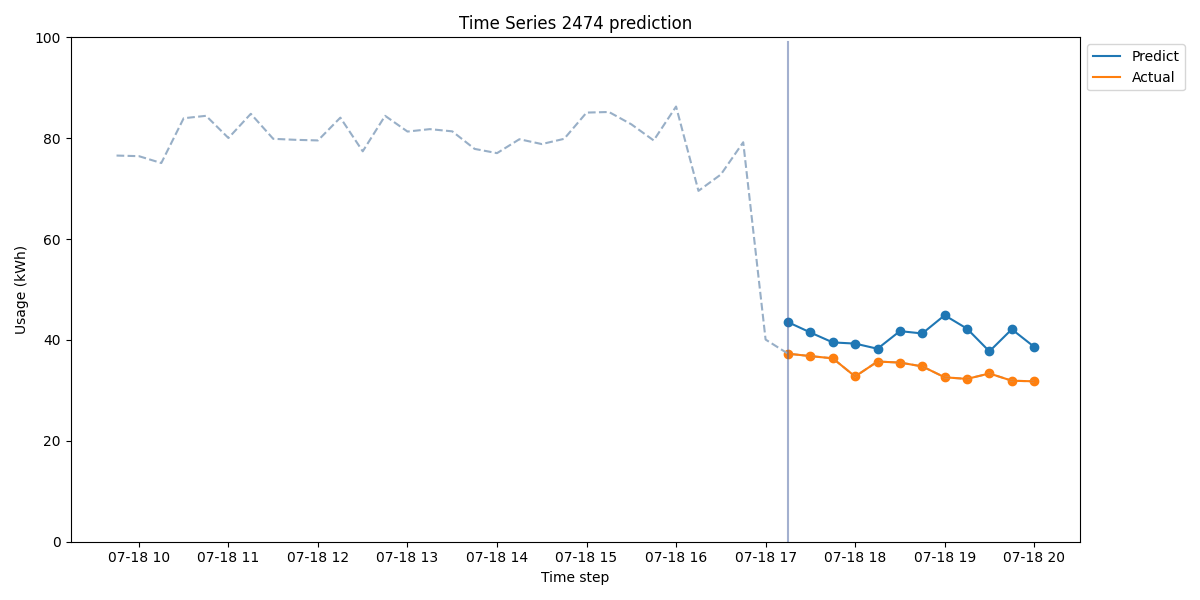 Time Series 2474 prediction
100
80
60
40
20
0
Usage (kWh)
07-18 10 07-18 11 07-18 12 07-18 13 07-18 14 07-18 15 07-18 16 07-18 17 07-18 18 07-18 19 07-18 20
Time step
Predict
Actual